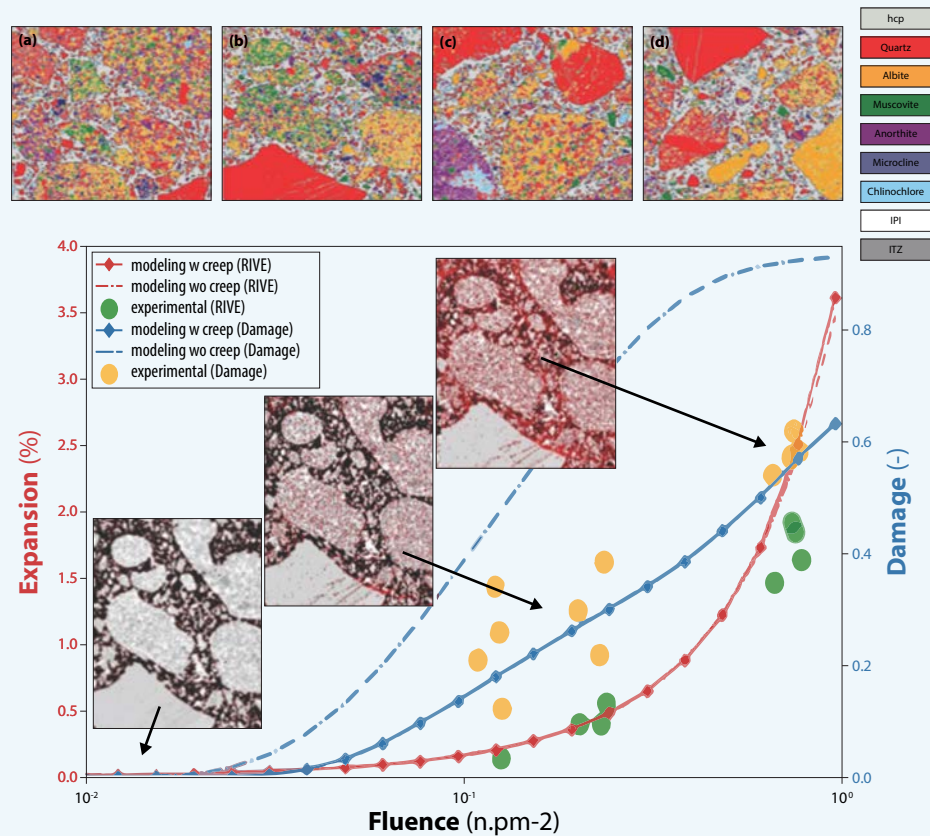 (a)
(b)
(c)
(d)
hcp
Quartz
Albite
Muscovite
Anorthite
Microcline
Chlinochlore
IPI
ITZ
4.0
3.5
3.0
2.5
2.0
1.5
1.0
0.5
0.0
Expansion (%)
modeling w creep (RIVE)
modeling wo creep (RIVE)
experimental (RIVE)
modeling w creep (Damage)
modeling wo creep (Damage)
experimental (Damage)
0.8
0.6
0.4
0.2
0.0
Damage (-)
10-2
10-1
10⁰
Fluence (n.pm-2)